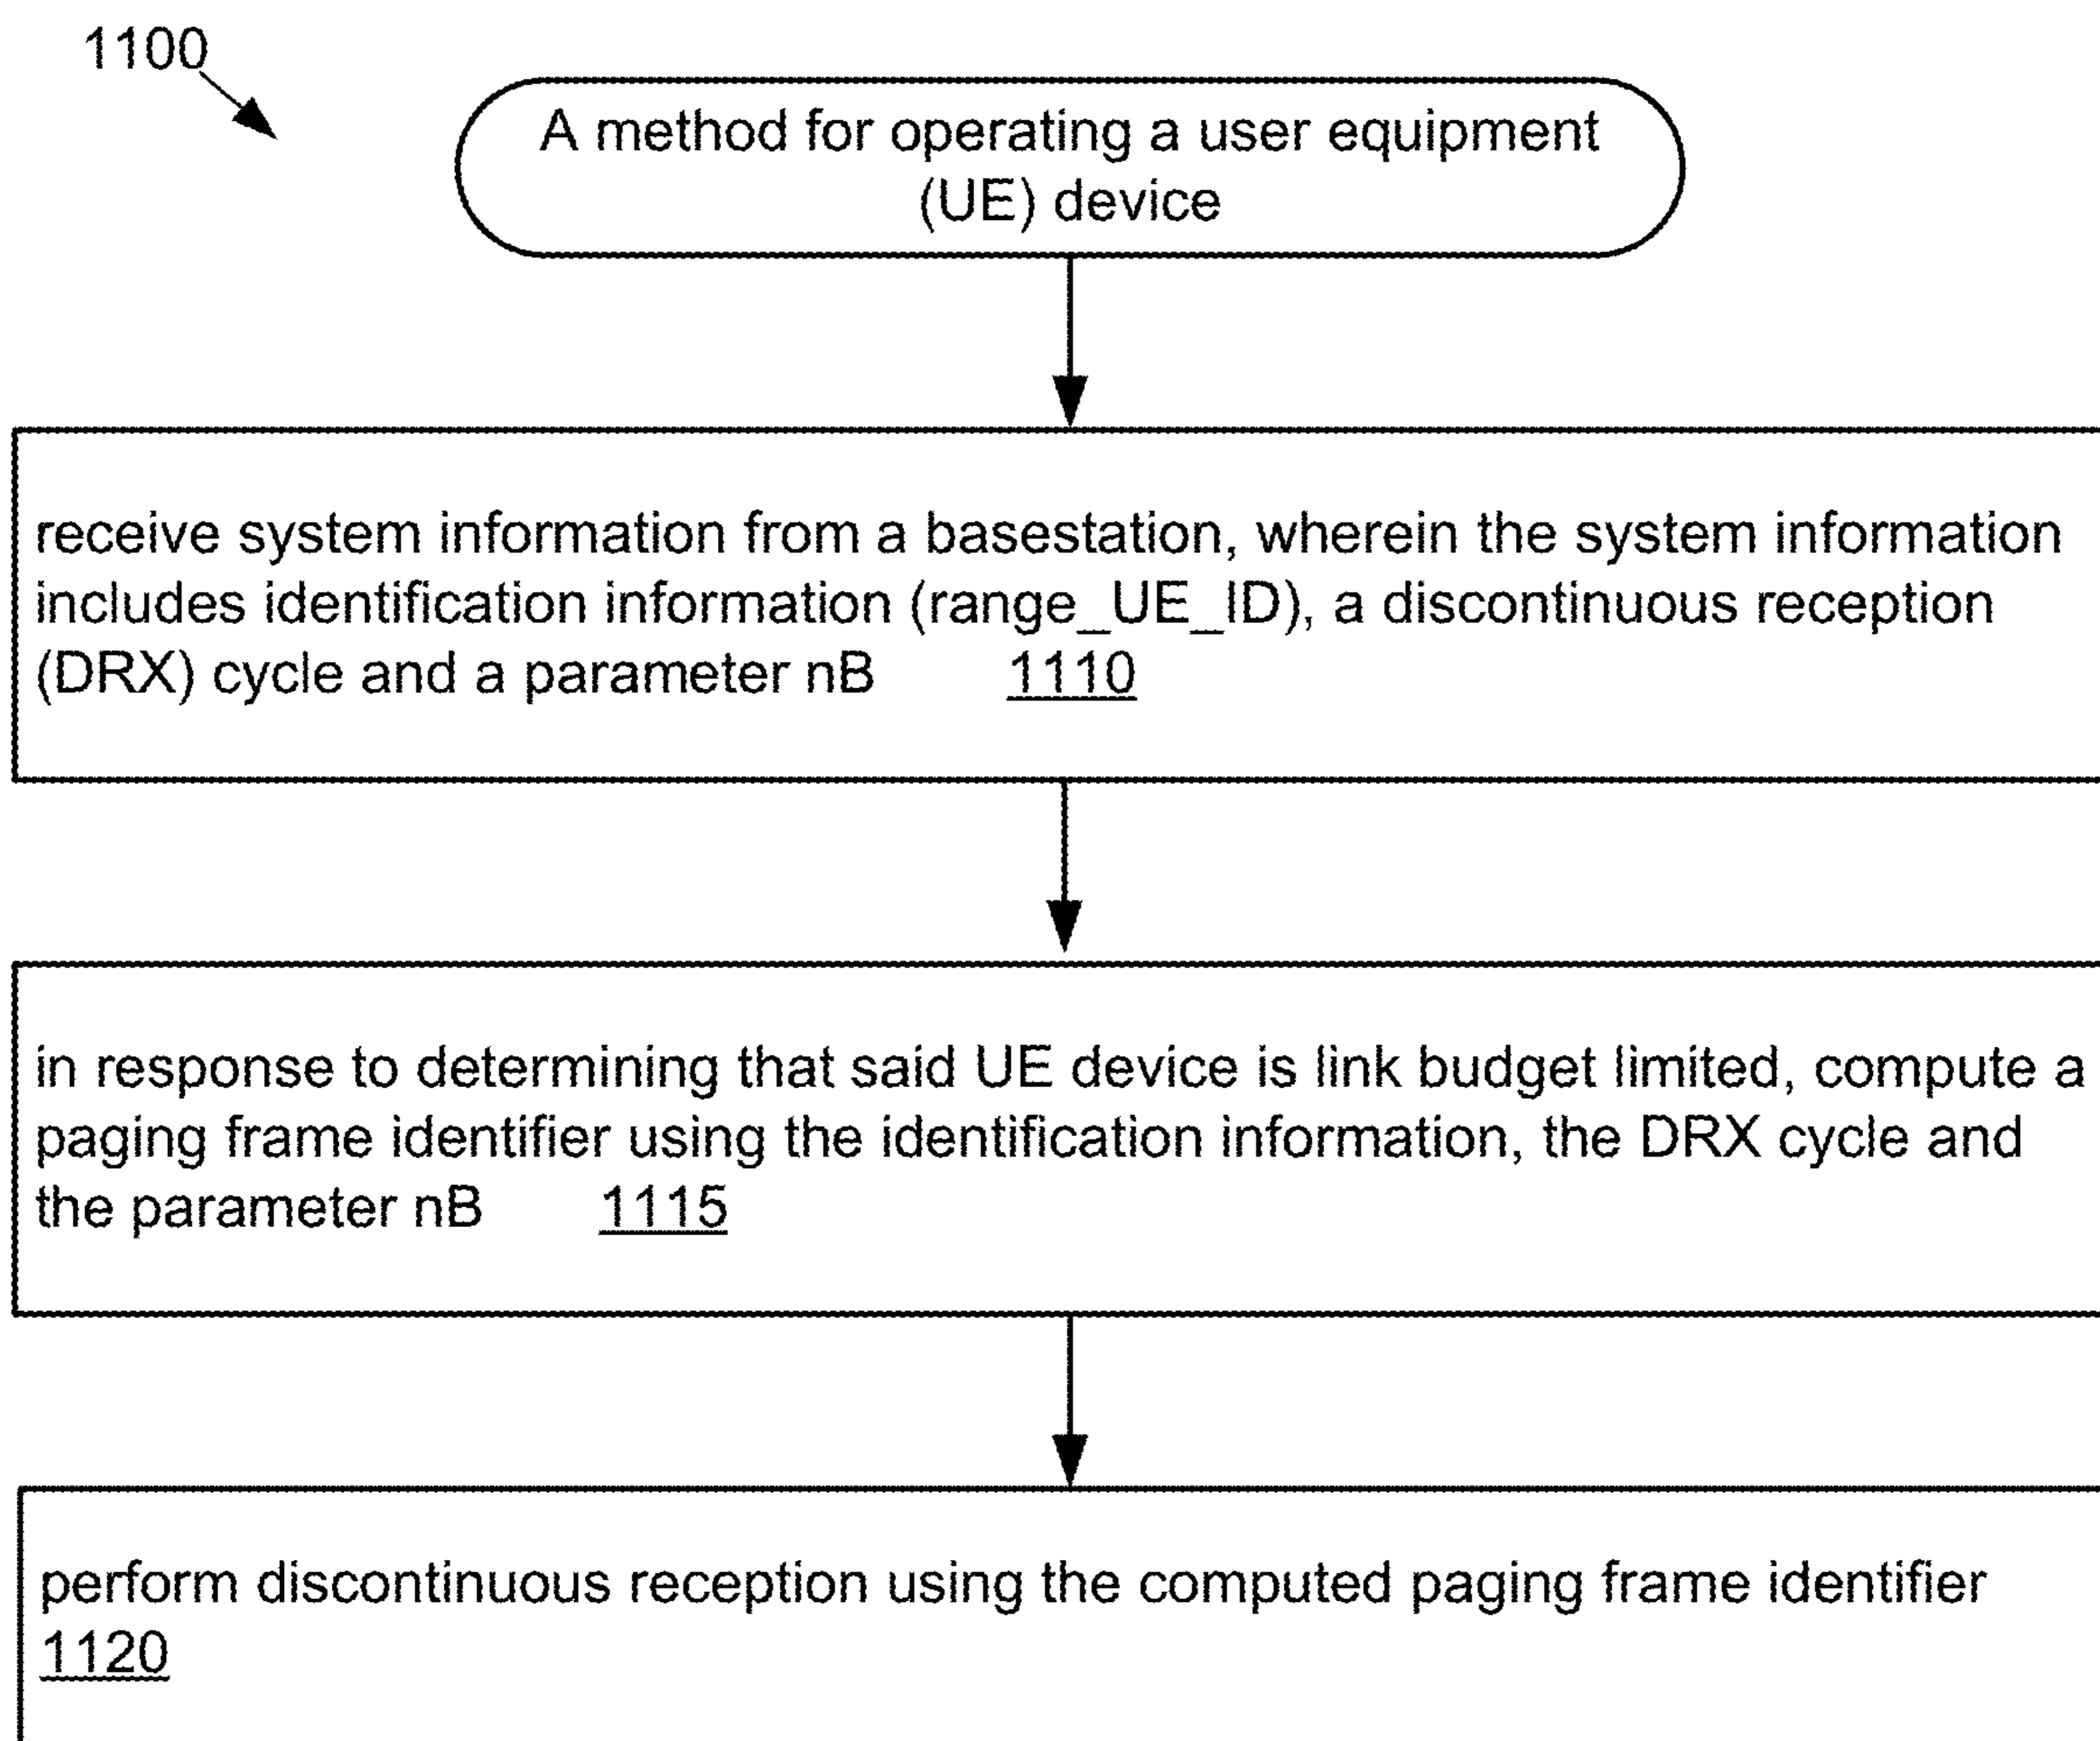 1100
A method for operating a user equipment
(UE) device
receive system information from a basestation, wherein the system information
includes identification information (range_UE_ID), a discontinuous reception
(DRX) cycle and a parameter nB 1110
in response to determining that said UE device is link budget limited, compute a
paging frame identifier using the identification information, the DRX cycle and
the parameter nB 1115
perform discontinuous reception using the computed paging frame identifier
1120